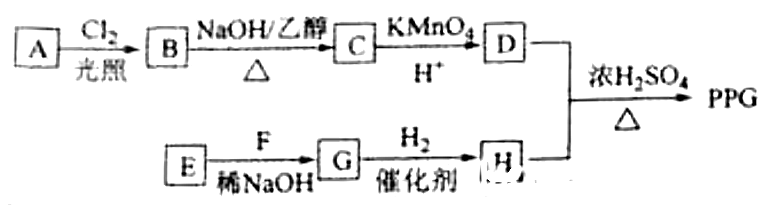 A Cl₂ 光照 B NaOH/乙醇 △ C KMnO₄ H⁺ D
浓H₂SO₄ △ PPG
E F 稀NaOH G H₂ 催化剂 H